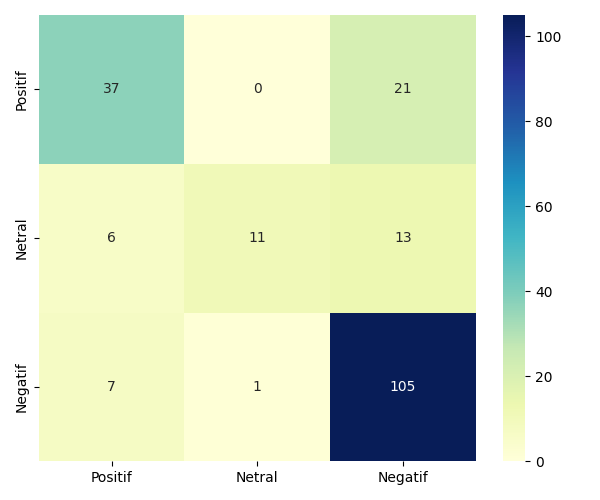 Positif 37 0 21
Netral 6 11 13
Negatif 7 1 105
Positif Netral Negatif
100
80
60
40
20
0